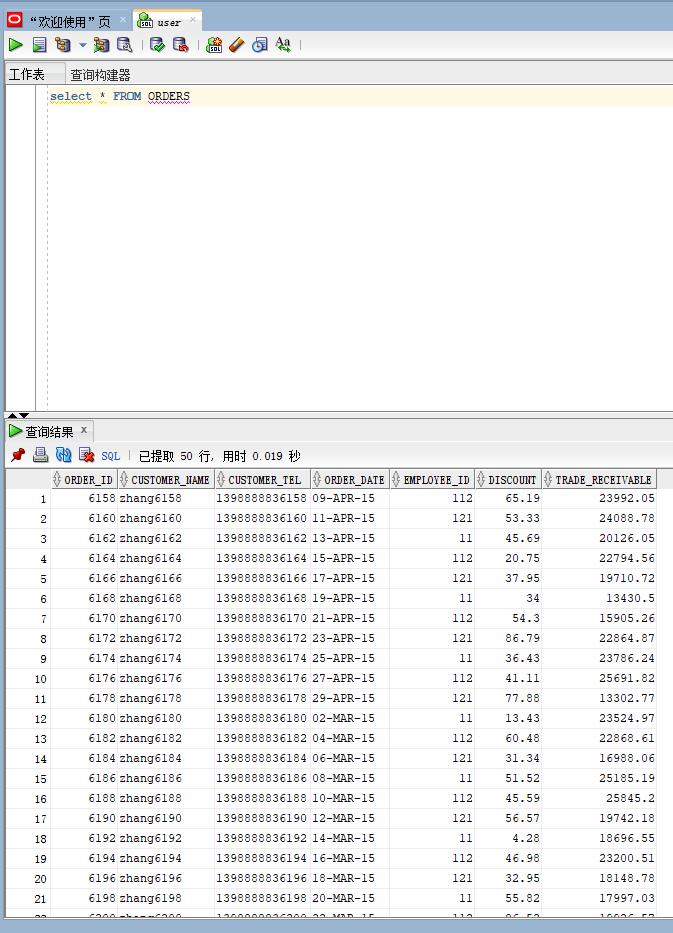 “欢迎使用”页 user
工作表 查询构建器
select * FROM ORDERS
查询结果
SQL 已提取 50 行, 用时 0.019 秒
ORDER_ID CUSTOMER_NAME CUSTOMER_TEL ORDER_DATE EMPLOYEE_ID DISCOUNT TRADE_RECEIVABLE
1 6158 zhang6158 1398888836158 09-APR-15 112 65.19 23992.05
2 6160 zhang6160 1398888836160 11-APR-15 121 53.33 24088.78
3 6162 zhang6162 1398888836162 13-APR-15 11 45.69 20126.05
4 6164 zhang6164 1398888836164 15-APR-15 112 20.75 22794.56
5 6166 zhang6166 1398888836166 17-APR-15 121 37.95 19710.72
6 6168 zhang6168 1398888836168 19-APR-15 11 34 13430.5
7 6170 zhang6170 1398888836170 21-APR-15 112 54.3 15905.26
8 6172 zhang6172 1398888836172 23-APR-15 121 86.79 22864.87
9 6174 zhang6174 1398888836174 25-APR-15 11 36.43 23786.24
10 6176 zhang6176 1398888836176 27-APR-15 112 41.11 25691.82
11 6178 zhang6178 1398888836178 29-APR-15 121 77.88 13302.77
12 6180 zhang6180 1398888836180 02-MAR-15 11 13.43 23524.97
13 6182 zhang6182 1398888836182 04-MAR-15 112 60.48 22868.61
14 6184 zhang6184 1398888836184 06-MAR-15 121 31.34 16988.06
15 6186 zhang6186 1398888836186 08-MAR-15 11 51.52 25185.19
16 6188 zhang6188 1398888836188 10-MAR-15 112 45.59 25845.2
17 6190 zhang6190 1398888836190 12-MAR-15 121 56.57 19742.18
18 6192 zhang6192 1398888836192 14-MAR-15 11 4.28 18696.55
19 6194 zhang6194 1398888836194 16-MAR-15 112 46.98 23200.51
20 6196 zhang6196 1398888836196 18-MAR-15 121 32.95 18148.78
21 6198 zhang6198 1398888836198 20-MAR-15 11 55.82 17997.03